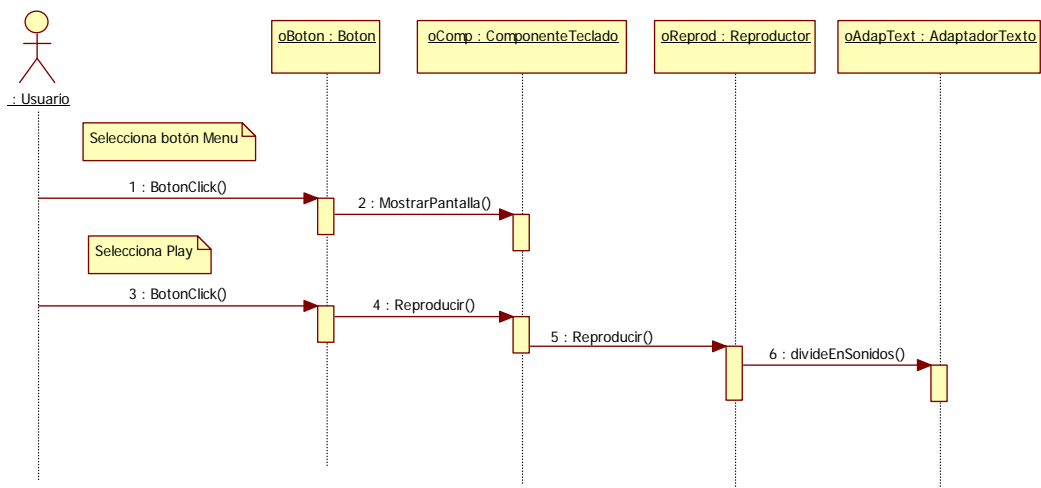 oBoton : Boton
oComp : ComponenteTeclado
oReprod : Reproductor
oAdapText : AdaptadorTexto
: Usuario
Selecciona botón Menu
1 : BotonClick()
2 : MostrarPantalla()
Selecciona Play
3 : BotonClick()
4 : Reproducir()
5 : Reproducir()
6 : divideEnSonidos()